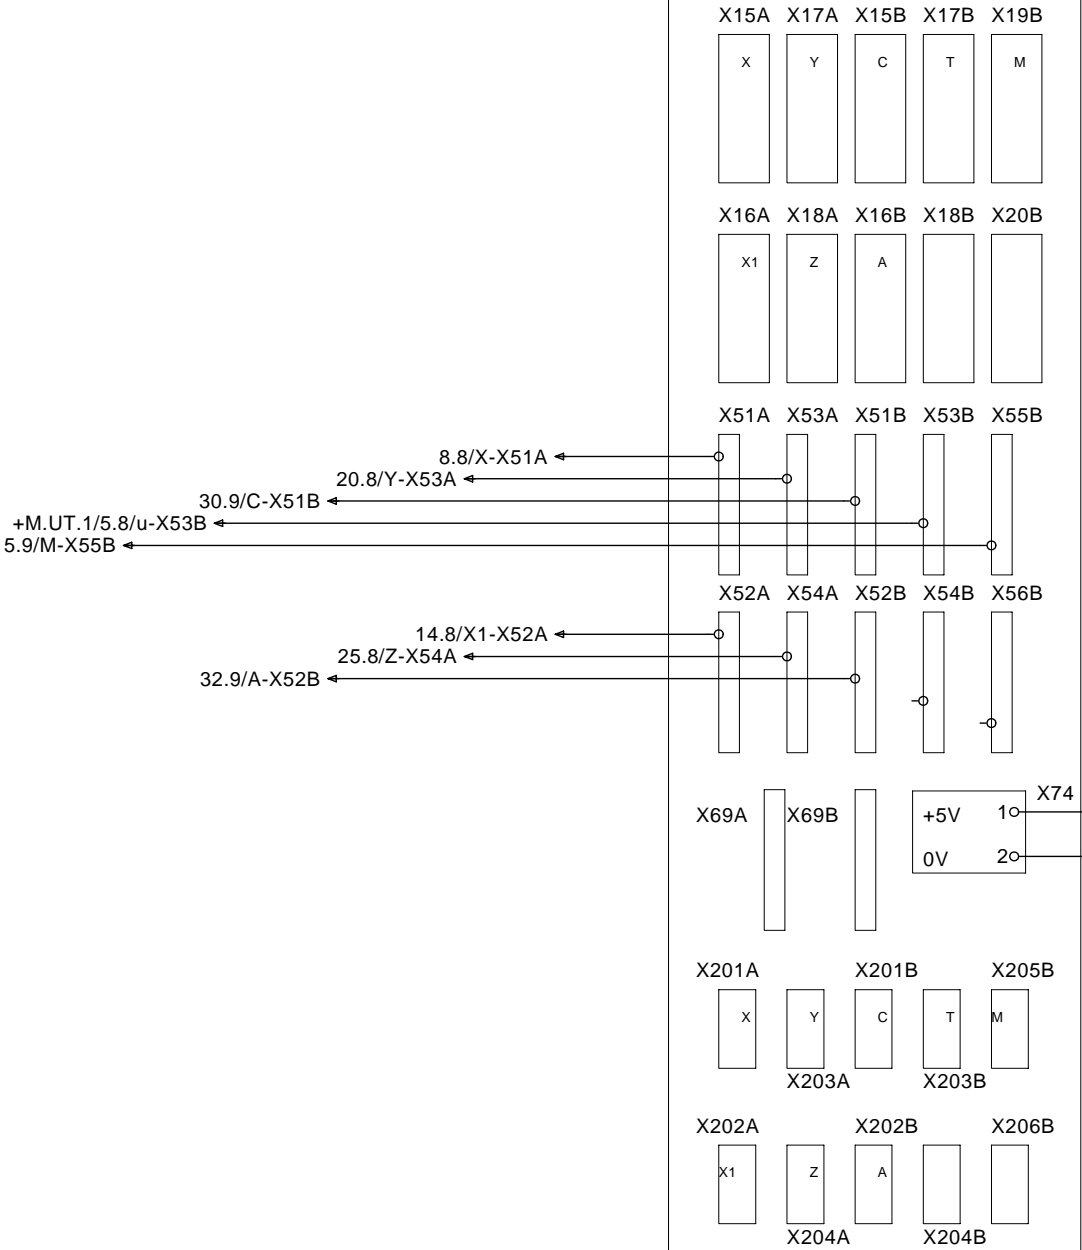 X15A X17A X15B X17B X19B
X Y C T M
X16A X18A X16B X18B X20B
X1 Z A
X51A X53A X51B X53B X55B
8.8/X-X51A
20.8/Y-X53A
30.9/C-X51B
+M.UT.1/5.8/u-X53B
5.9/M-X55B
X52A X54A X52B X54B X56B
14.8/X1-X52A
25.8/Z-X54A
32.9/A-X52B
X74
X69A X69B +5V 1
0V 2
X201A X201B X205B
X Y C T M
X203A X203B
X202A X202B X206B
X1 Z A
X204A X204B